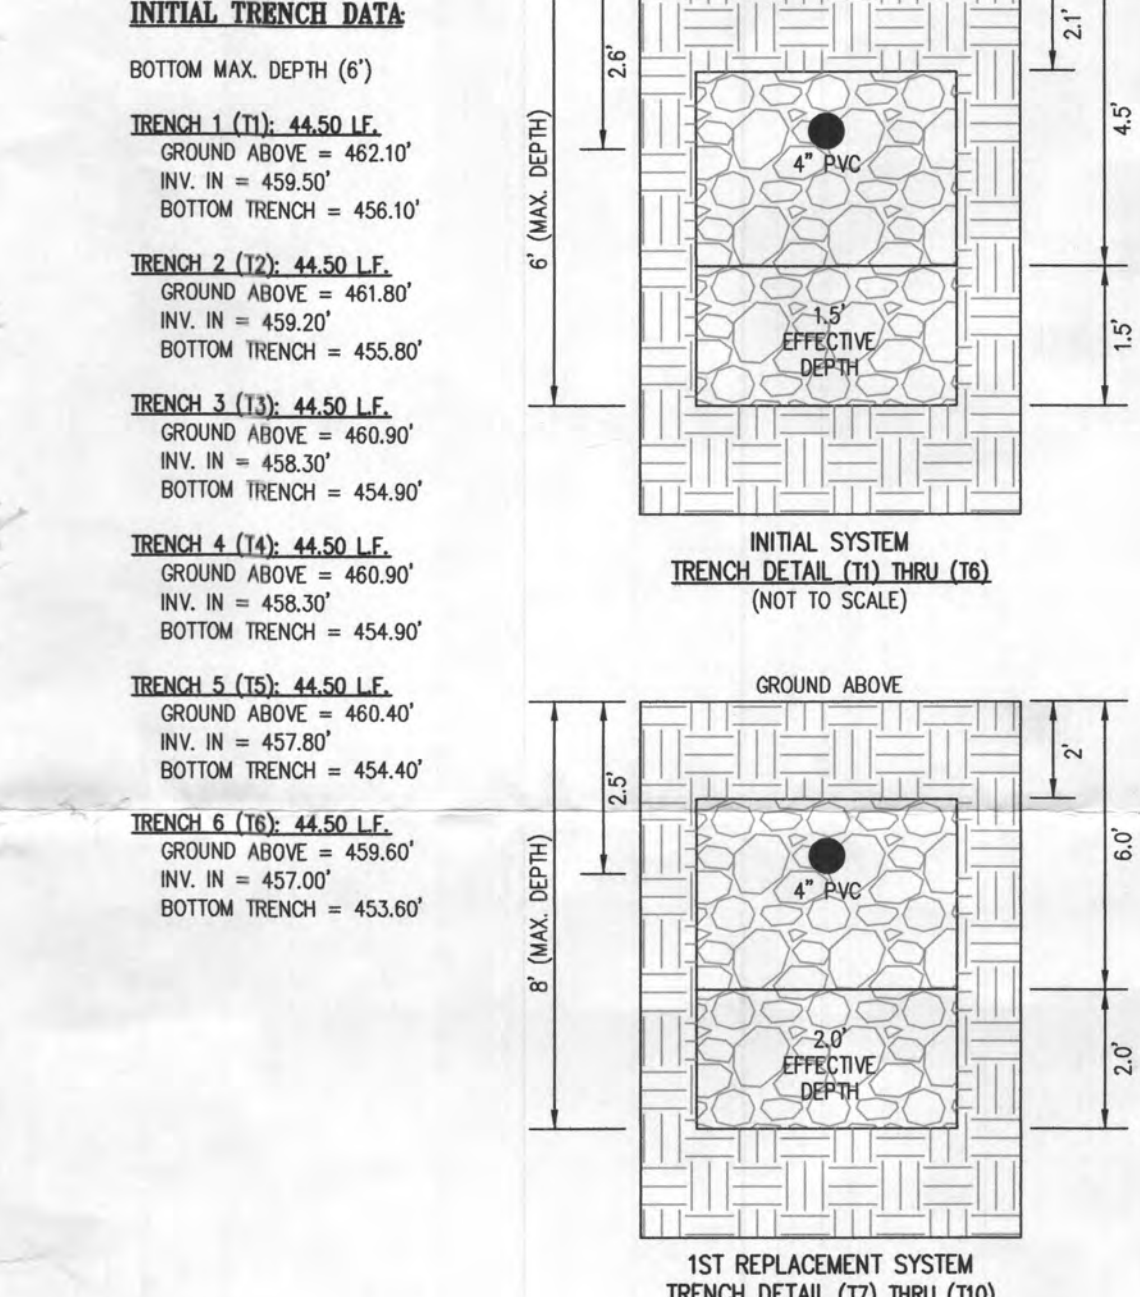 INITIAL TRENCH DATA:
BOTTOM MAX. DEPTH (6')
TRENCH 1 (T1): 44.50 LF.
GROUND ABOVE = 462.10'
INV. IN = 459.50'
BOTTOM TRENCH = 456.10'
TRENCH 2 (T2): 44.50 L.F.
GROUND ABOVE = 461.80'
INV. IN = 459.20'
BOTTOM TRENCH = 455.80'
TRENCH 3 (T3): 44.50 L.F.
GROUND ABOVE = 460.90'
INV. IN = 458.30'
BOTTOM TRENCH = 454.90'
TRENCH 4 (T4): 44.50 L.F.
GROUND ABOVE = 460.90'
INV. IN = 458.30'
BOTTOM TRENCH = 454.90'
TRENCH 5 (T5): 44.50 L.F.
GROUND ABOVE = 460.40'
INV. IN = 457.80'
BOTTOM TRENCH = 454.40'
TRENCH 6 (T6): 44.50 L.F.
GROUND ABOVE = 459.60'
INV. IN = 457.00'
BOTTOM TRENCH = 453.60'
6' (MAX. DEPTH)
2.6'
2.1'
4.5'
4" PVC
1.5'
EFFECTIVE
DEPTH
1.5'
INITIAL SYSTEM
TRENCH DETAIL (T1) THRU (T6)
(NOT TO SCALE)
GROUND ABOVE
8' (MAX. DEPTH)
2.5'
2'
6.0'
4" PVC
2.0'
EFFECTIVE
DEPTH
2.0'
1ST REPLACEMENT SYSTEM
TRENCH DETAIL (T7) THRU (T10)